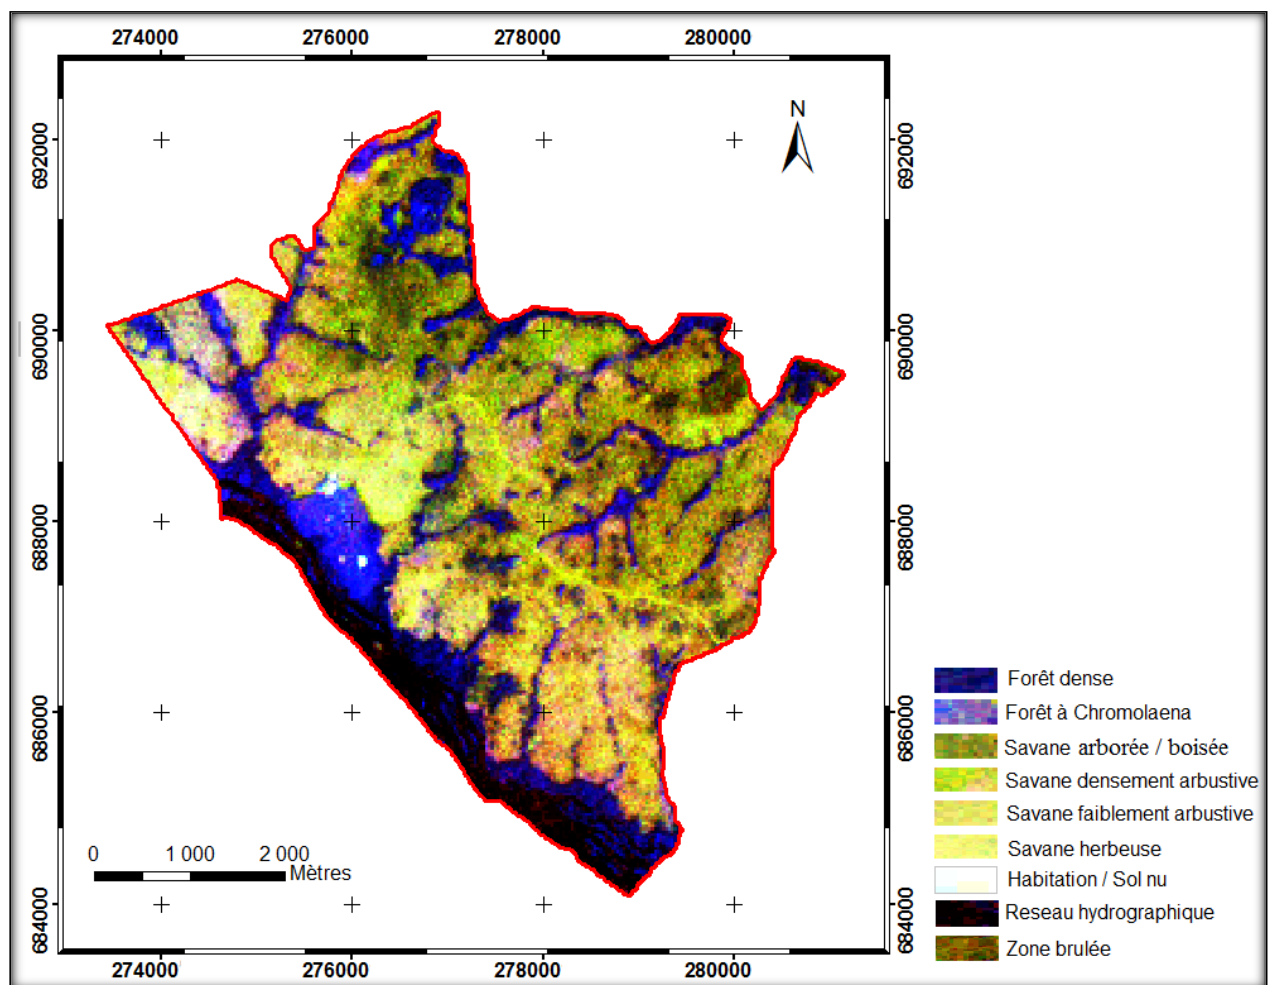 274000 276000 278000 280000
N
692000 692000
690000 690000
688000 688000
686000 686000
684000 684000
0 1 000 2 000
Mètres
274000 276000 278000 280000
Forêt dense
Forêt à Chromolaena
Savane arborée / boisée
Savane densement arbustive
Savane faiblement arbustive
Savane herbeuse
Habitation / Sol nu
Reseau hydrographique
Zone brulée